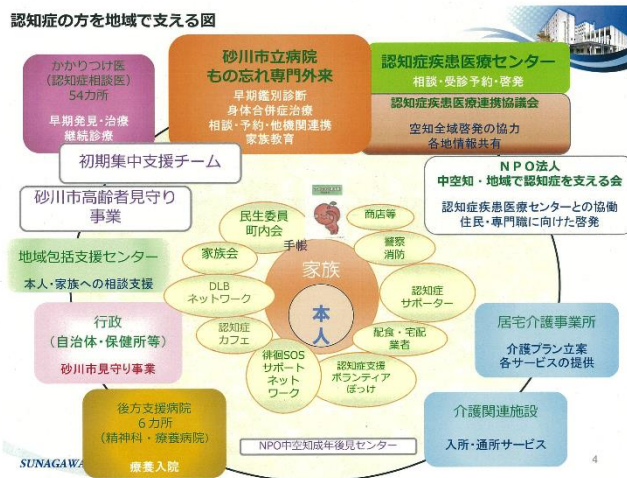 認知症の方を地域で支える図
かかりつけ医
(認知症相談医)
54カ所
早期発見・治療
継続診療
砂川市立病院
もの忘れ専門外来
早期鑑別診断
身体合併症治療
相談・予約・他機関連携
家族教育
認知症疾患医療センター
相談・受診予約・啓発
認知症疾患医療連携協議会
空知全域啓発の協力
各地情報共有
初期集中支援チーム
砂川市高齢者見守り
事業
NPO法人
中空知・地域で認知症を支える会
認知症疾患医療センターとの協働
住民・専門職に向けた啓発
地域包括支援センター
本人・家族への相談支援
行政
(自治体・保健所等)
砂川市見守り事業
後方支援病院
6カ所
(精神科・療養病院)
療養入院
民生委員
町内会
手帳
商店等
家族会
警察
消防
家族
本人
DLB
ネットワーク
認知症
サポーター
認知症
カフェ
配食・宅配
業者
徘徊SOS
サポート
ネット
ワーク
認知症支援
ボランティア
ぽっけ
居宅介護事業所
介護プラン立案
各サービスの提供
介護関連施設
入所・通所サービス
NPO中空知成年後見センター
SUNAGAWA
4